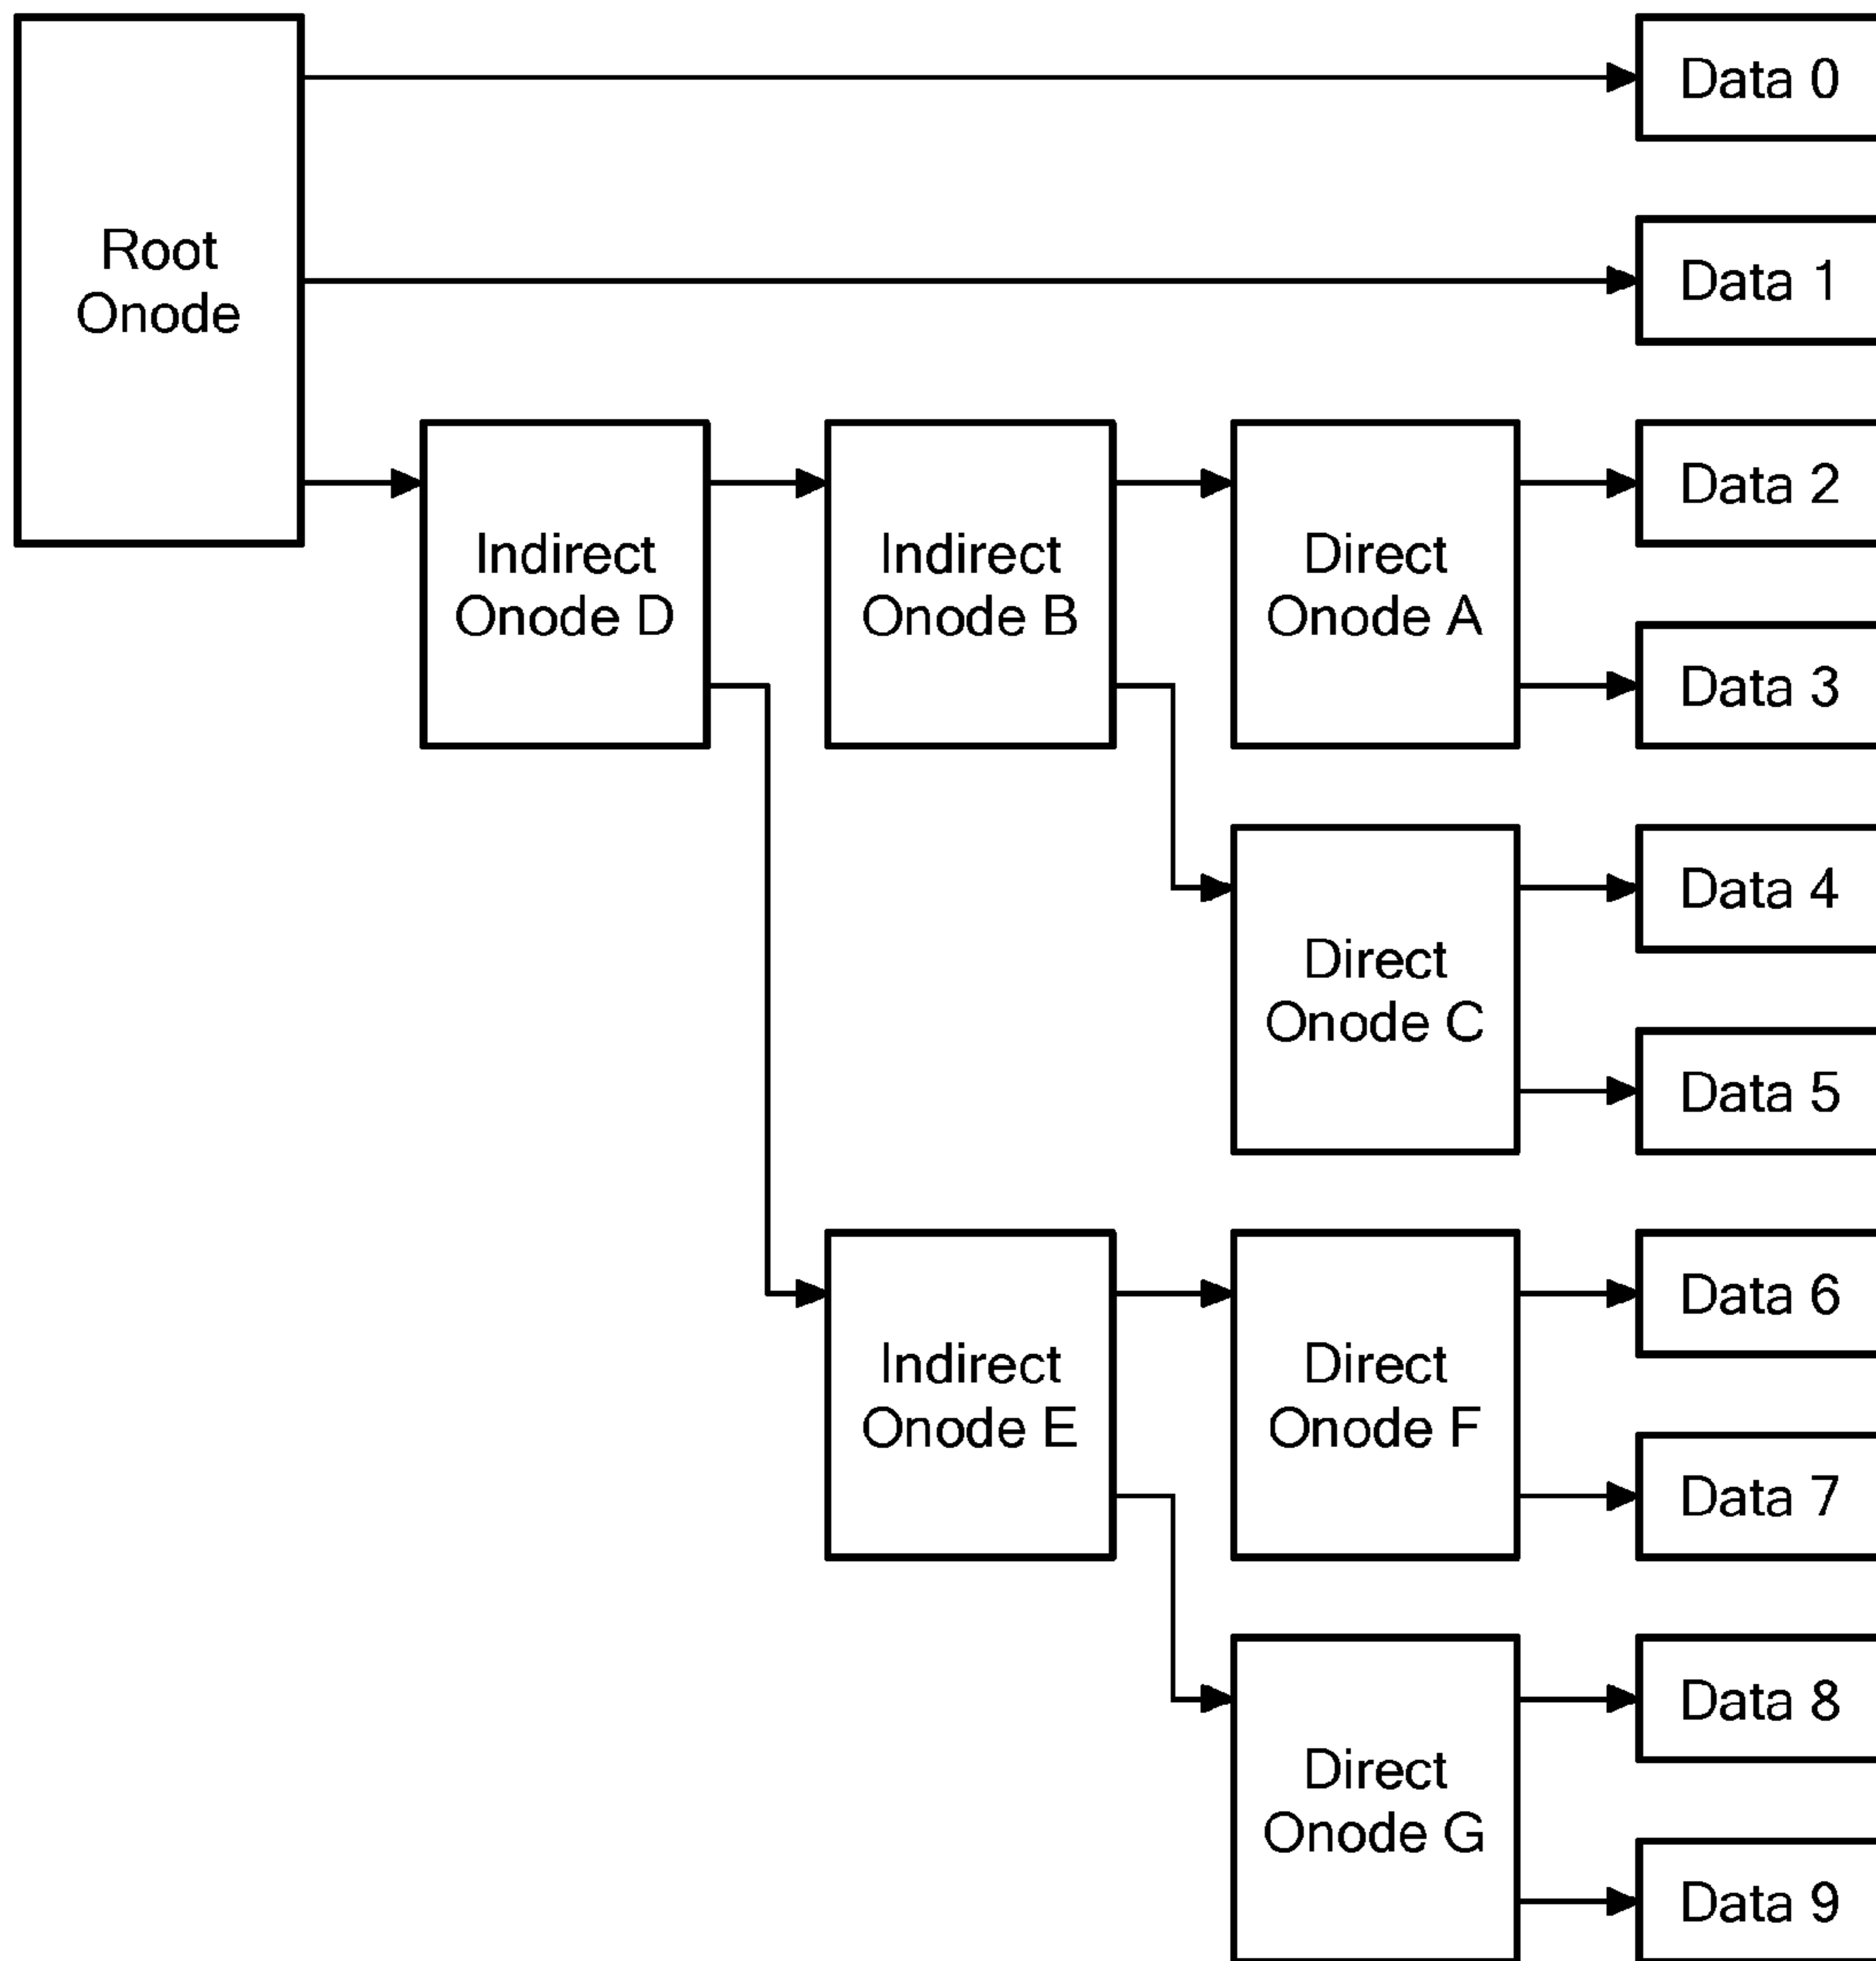 Data 0
Root
Onode
Data 1
Indirect
Onode D
Indirect
Onode B
Direct
Onode A
Data 2
Data 3
Direct
Onode C
Data 4
Data 5
Indirect
Onode E
Direct
Onode F
Data 6
Data 7
Direct
Onode G
Data 8
Data 9